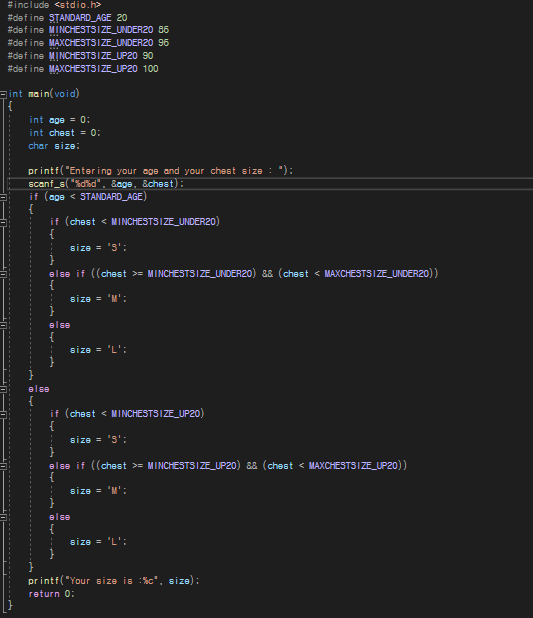 #include <stdio.h>
#define STANDARD_AGE 20
#define MINCHESTSIZE_UNDER20 86
#define MAXCHESTSIZE_UNDER20 96
#define MINCHESTSIZE_UP20 90
#define MAXCHESTSIZE_UP20 100
int main(void)
{
int age = 0;
int chest = 0;
char size;
printf("Entering your age and your chest size : ");
scanf_s("%d%d", &age, &chest);
if (age < STANDARD_AGE)
{
if (chest < MINCHESTSIZE_UNDER20)
{
size = 'S';
}
else if ((chest >= MINCHESTSIZE_UNDER20) && (chest < MAXCHESTSIZE_UNDER20))
{
size = 'M';
}
else
{
size = 'L';
}
}
else
{
if (chest < MINCHESTSIZE_UP20)
{
size = 'S';
}
else if ((chest >= MINCHESTSIZE_UP20) && (chest < MAXCHESTSIZE_UP20))
{
size = 'M';
}
else
{
size = 'L';
}
}
printf("Your size is :%c", size);
return 0;
}